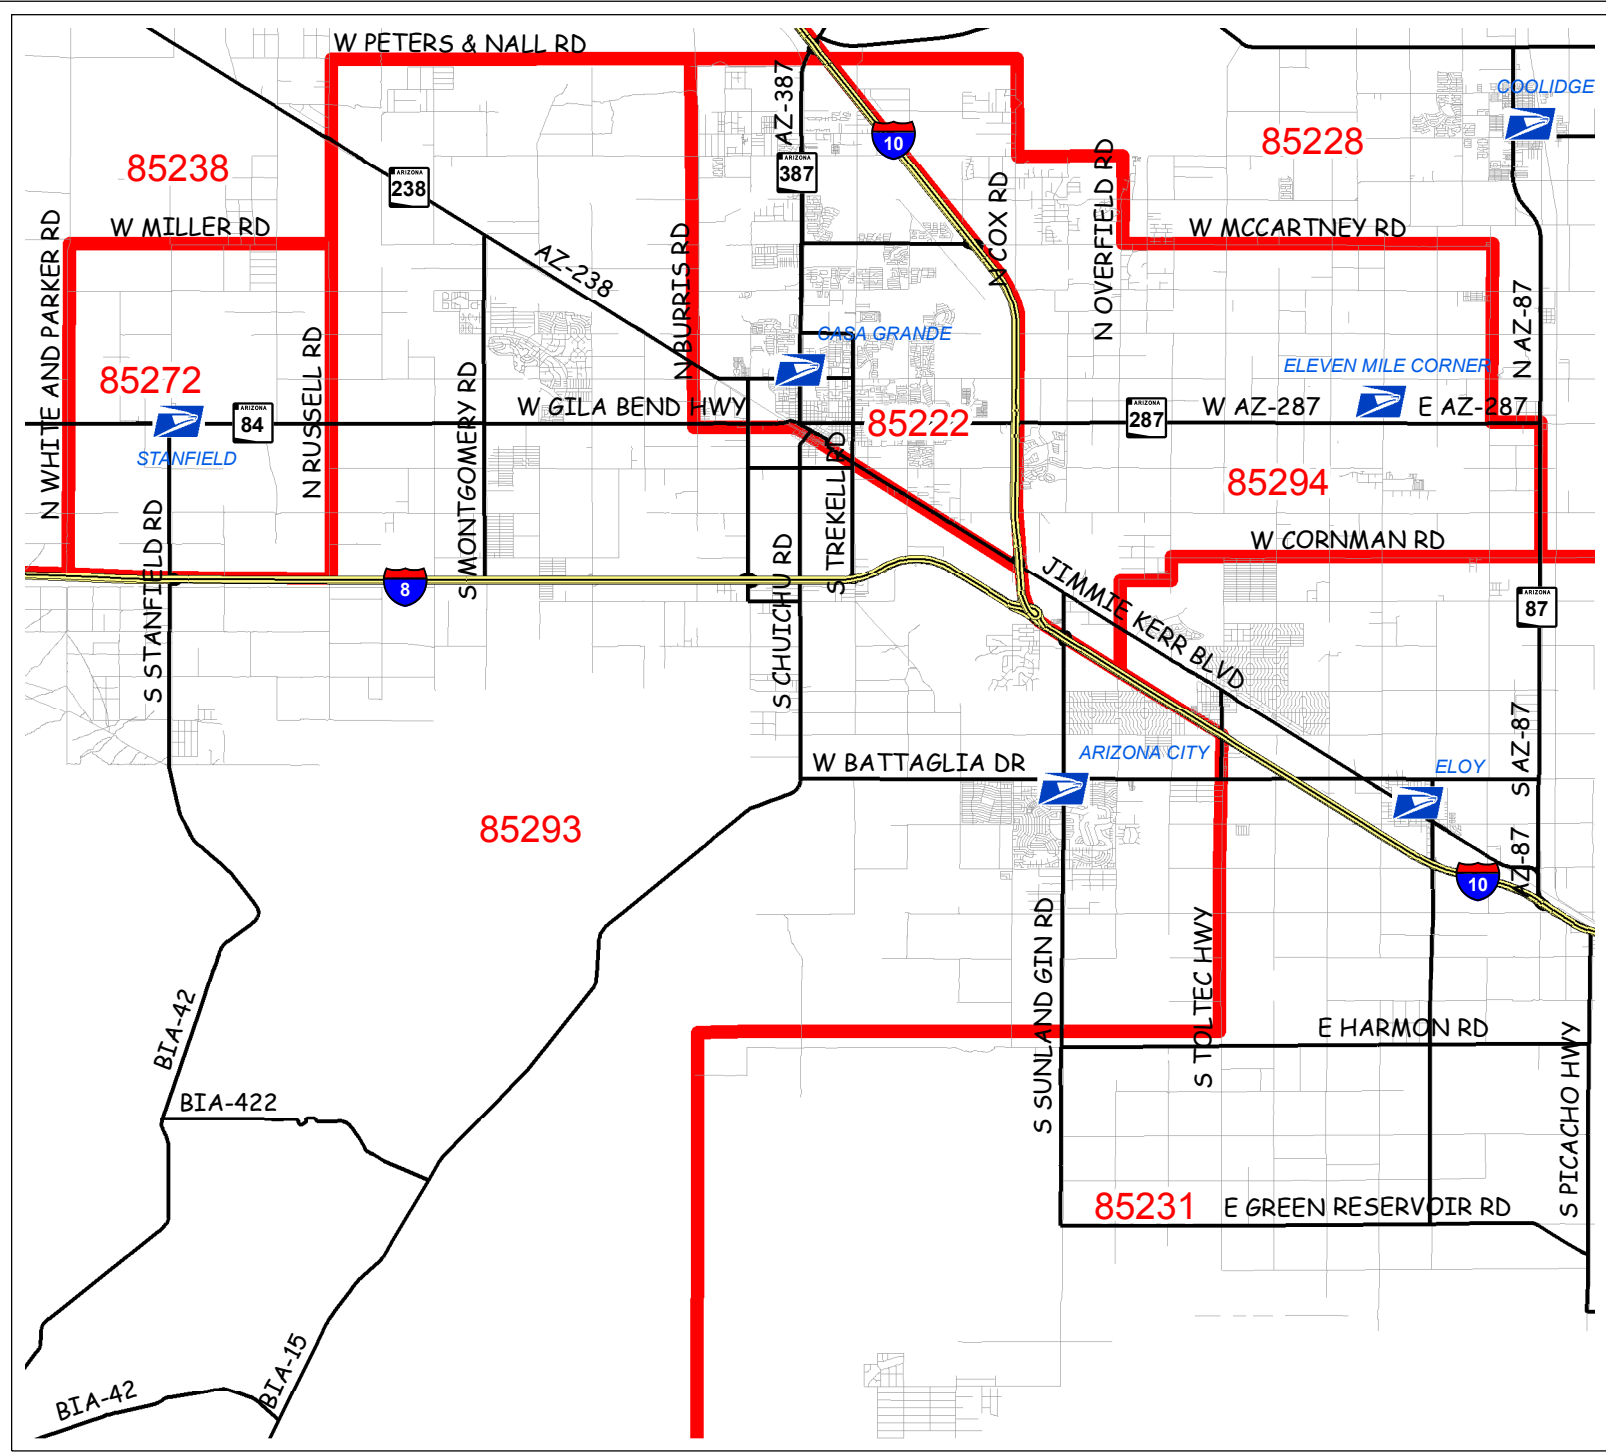 W PETERS & NALL RD
COOLIDGE
AZ-387
10
85228
85238
ARIZONA
238
ARIZONA
387
N OVERFIELD RD
N COX RD
W MILLER RD
W MCCARTNEY RD
N WHITE AND PARKER RD
AZ-238
N BURRIS RD
N AZ-87
CASA GRANDE
N RUSSELL RD
85272
ELEVEN MILE CORNER
S MONTGOMERY RD
W GILA BEND HWY
85222
ARIZONA
84
ARIZONA
287
W AZ-287
E AZ-287
STANFIELD
S TREKELL RD
85294
S STANFIELD RD
W CORNMAN RD
S CHUICHU RD
8
JIMMIE KERR BLVD
ARIZONA
87
S AZ-87
W BATTAGLIA DR
ARIZONA CITY
ELOY
85293
AZ-87
10
S SUNLAND GIN RD
S TOLTEC HWY
BIA-42
E HARMON RD
S PICACHO HWY
BIA-422
85231
E GREEN RESERVOIR RD
BIA-15
BIA-42